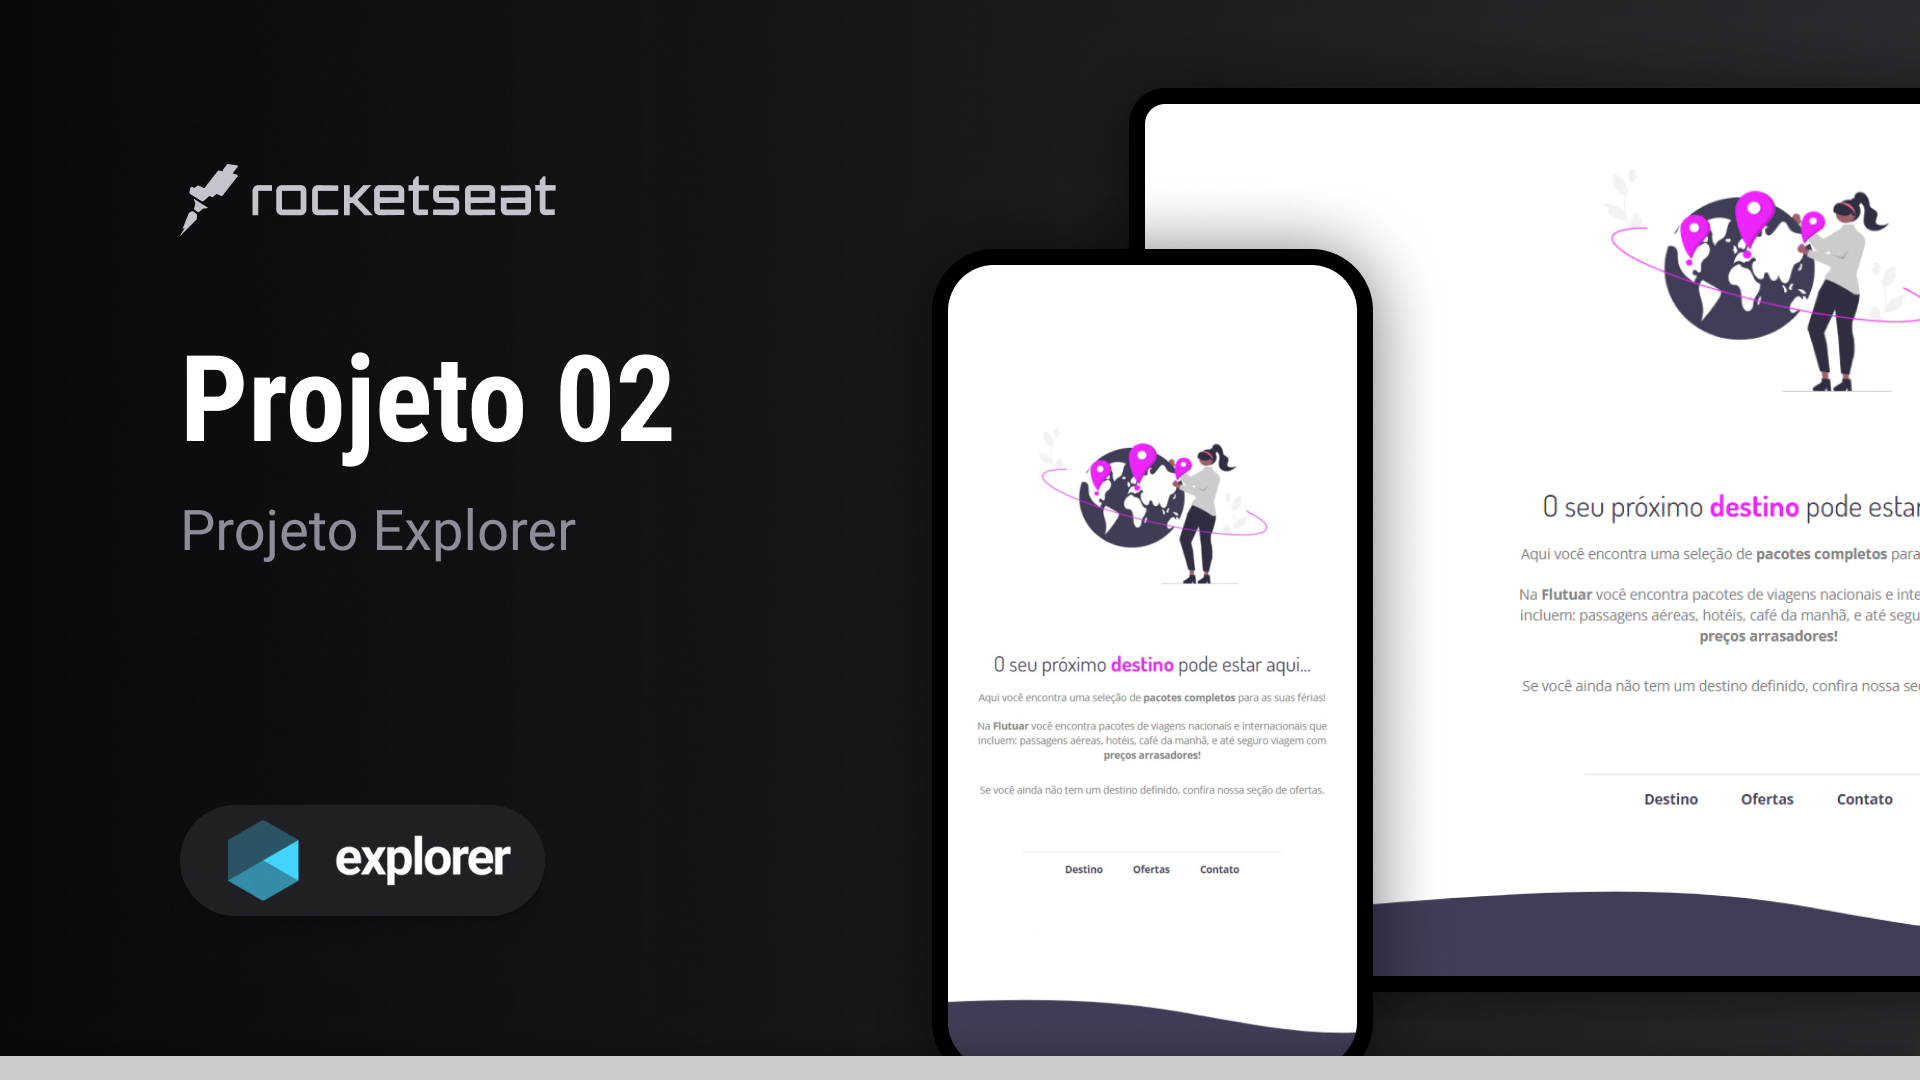 rocketseat
Projeto 02
Projeto Explorer
explorer
O seu próximo destino pode estar aqui...
Aqui você encontra uma seleção de pacotes completos para as suas férias!
Na Flutuar você encontra pacotes de viagens nacionais e internacionais que
incluem: passagens aéreas, hotéis, café da manhã, e até seguro viagem com
preços arrasadores!
Se você ainda não tem um destino definido, confira nossa seção de ofertas.
Destino Ofertas Contato
O seu próximo destino pode estar
Aqui você encontra uma seleção de pacotes completos para
Na Flutuar você encontra pacotes de viagens nacionais e
incluem: passagens aéreas, hotéis, café da manhã, e até
preços arrasadores!
Se você ainda não tem um destino definido, confira nossa
Destino Ofertas Contato